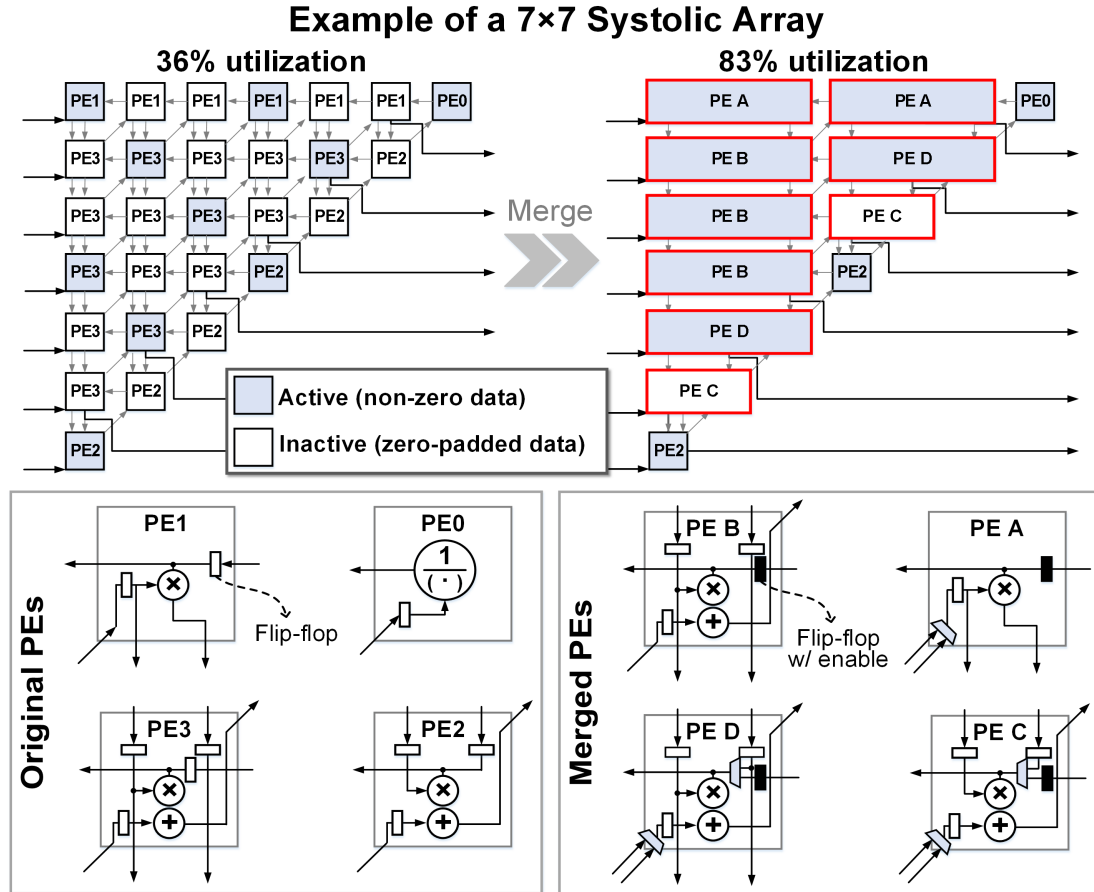 Example of a 7×7 Systolic Array
36% utilization
83% utilization
PE1 PE1 PE1 PE1 PE1 PE1 PE0
PE3 PE3 PE3 PE3 PE3 PE2
PE3 PE3 PE3 PE3 PE2
PE3 PE3 PE3 PE2
PE3 PE3 PE2
PE3 PE2
PE2
Merge
PE A PE A PE0
PE B PE D
PE B PE C
PE B PE2
PE D
PE C
PE2
Active (non-zero data)
Inactive (zero-padded data)
Original PEs
PE1
×
Flip-flop
PE0
1
(·)
PE3
×
+
PE2
×
+
Merged PEs
PE B
×
+
Flip-flop
w/ enable
PE A
×
PE D
×
+
PE C
×
+